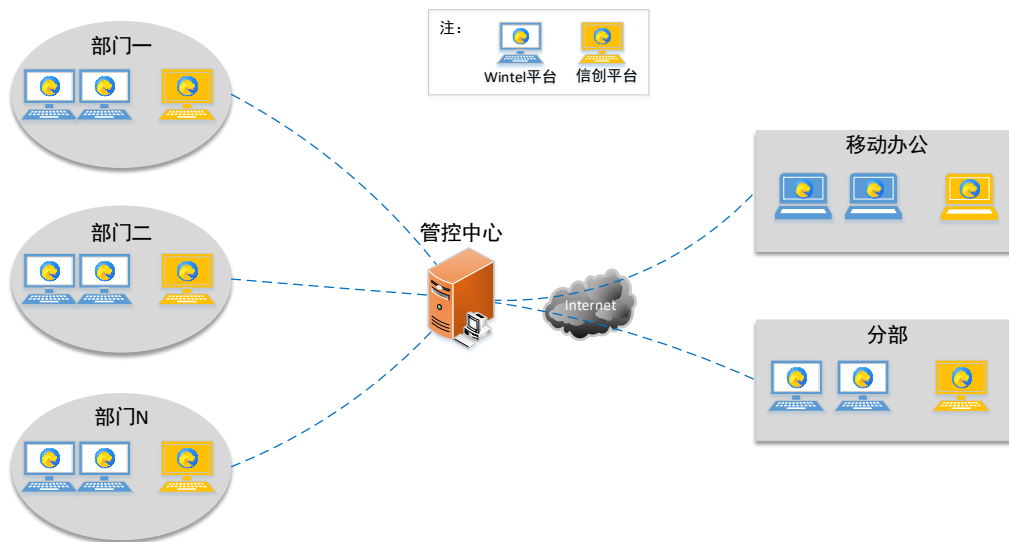 部门一
注：
Wintel平台
信创平台
移动办公
部门二
管控中心
Internet
分部
部门N